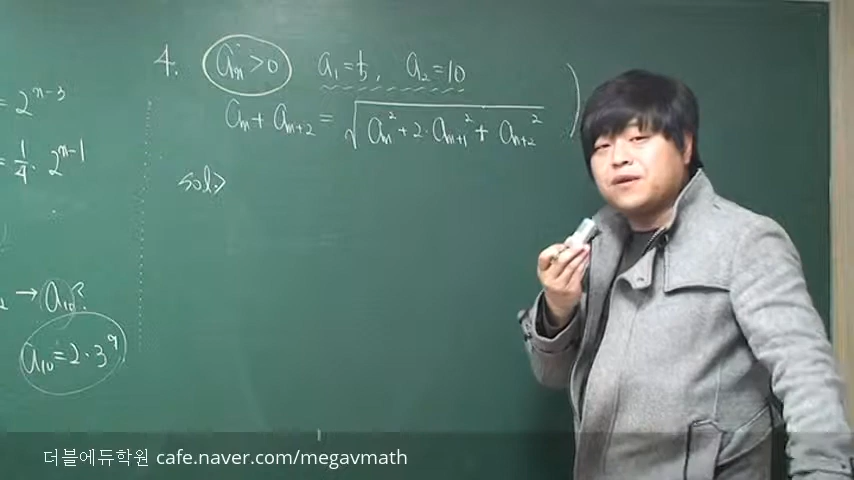 = 2^{n-3}
= \frac{1}{4} · 2^{n-1}
→ a_{10}?
a_{10} = 2 · 3^9
4. a_n > 0 a_1 = 5, a_2 = 10 )
a_n + a_{n+2} = \sqrt{a_n^2 + 2 · a_{n+1}^2 + a_{n+2}^2}
sol>
더블에듀학원 cafe.naver.com/megavmath